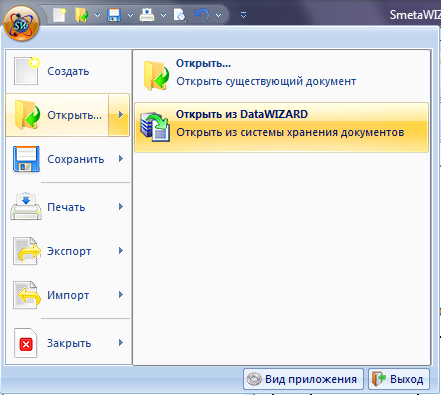 SW
SmetaWIZ
Создать
Открыть...
Сохранить
Печать
Экспорт
Импорт
Закрыть
Открыть...
Открыть существующий документ
Открыть из DataWIZARD
Открыть из системы хранения документов
Вид приложения
Выход